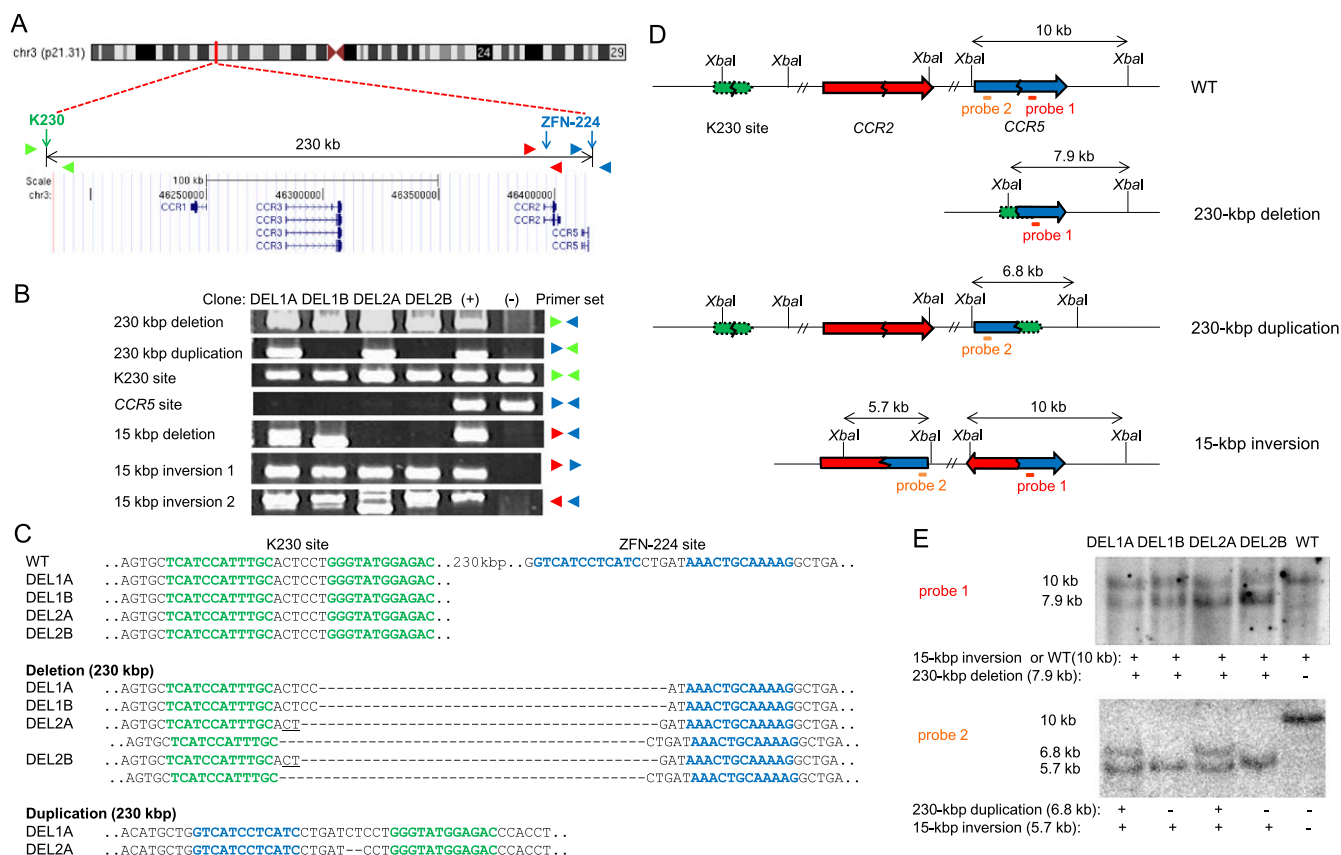 A
chr3 (p21.31)
24
29
K230
ZFN-224
230 kb
Scale
100 kb
chr3:
46250000
46300000
46350000
46400000
CCR1
CCR3
CCR3
CCR3
CCR3
CCR2
CCR2
CCR5
CCR5
B
Clone: DEL1A DEL1B DEL2A DEL2B (+) (-) Primer set
230 kbp deletion
230 kbp duplication
K230 site
CCR5 site
15 kbp deletion
15 kbp inversion 1
15 kbp inversion 2
C
K230 site ZFN-224 site
WT ..AGTGCTCATCCATTTGCACTCCTGGGTATGGAGAC..230kbp..GGTCATCCTCATCCTGATAAACTGCAAAAGGCTGA..
DEL1A ..AGTGCTCATCCATTTGCACTCCTGGGTATGGAGAC..
DEL1B ..AGTGCTCATCCATTTGCACTCCTGGGTATGGAGAC..
DEL2A ..AGTGCTCATCCATTTGCACTCCTGGGTATGGAGAC..
DEL2B ..AGTGCTCATCCATTTGCACTCCTGGGTATGGAGAC..
Deletion (230 kbp)
DEL1A ..AGTGCTCATCCATTTGCACTCC-----------------------------ATAAACTGCAAAAGGCTGA..
DEL1B ..AGTGCTCATCCATTTGCACTCC-----------------------------ATAAACTGCAAAAGGCTGA..
DEL2A ..AGTGCTCATCCATTTGCACT------------------------------GATAAACTGCAAAAGGCTGA..
..AGTGCTCATCCATTTGC-------------------------------CTGATAAACTGCAAAAGGCTGA..
DEL2B ..AGTGCTCATCCATTTGCACT------------------------------GATAAACTGCAAAAGGCTGA..
..AGTGCTCATCCATTTGC-------------------------------CTGATAAACTGCAAAAGGCTGA..
Duplication (230 kbp)
DEL1A ..ACATGCTGGTCATCCTCATCCTGATCTCCTGGGTATGGAGACCCACCT..
DEL2A ..ACATGCTGGTCATCCTCATCCTGAT--CCTGGGTATGGAGACCCACCT..
D
10 kb
XbaI XbaI XbaI XbaI XbaI
WT
probe 2 probe 1
K230 site CCR2 CCR5
7.9 kb
XbaI XbaI
230-kbp deletion
probe 1
6.8 kb
XbaI XbaI XbaI XbaI XbaI
230-kbp duplication
probe 2
5.7 kb 10 kb
XbaI XbaI XbaI XbaI
15-kbp inversion
probe 2 probe 1
E
DEL1A DEL1B DEL2A DEL2B WT
probe 1
10 kb
7.9 kb
15-kbp inversion or WT(10 kb): + + + + +
230-kbp deletion (7.9 kb): + + + + -
probe 2
10 kb
6.8 kb
5.7 kb
230-kbp duplication (6.8 kb): + - + - -
15-kbp inversion (5.7 kb): + + + + -